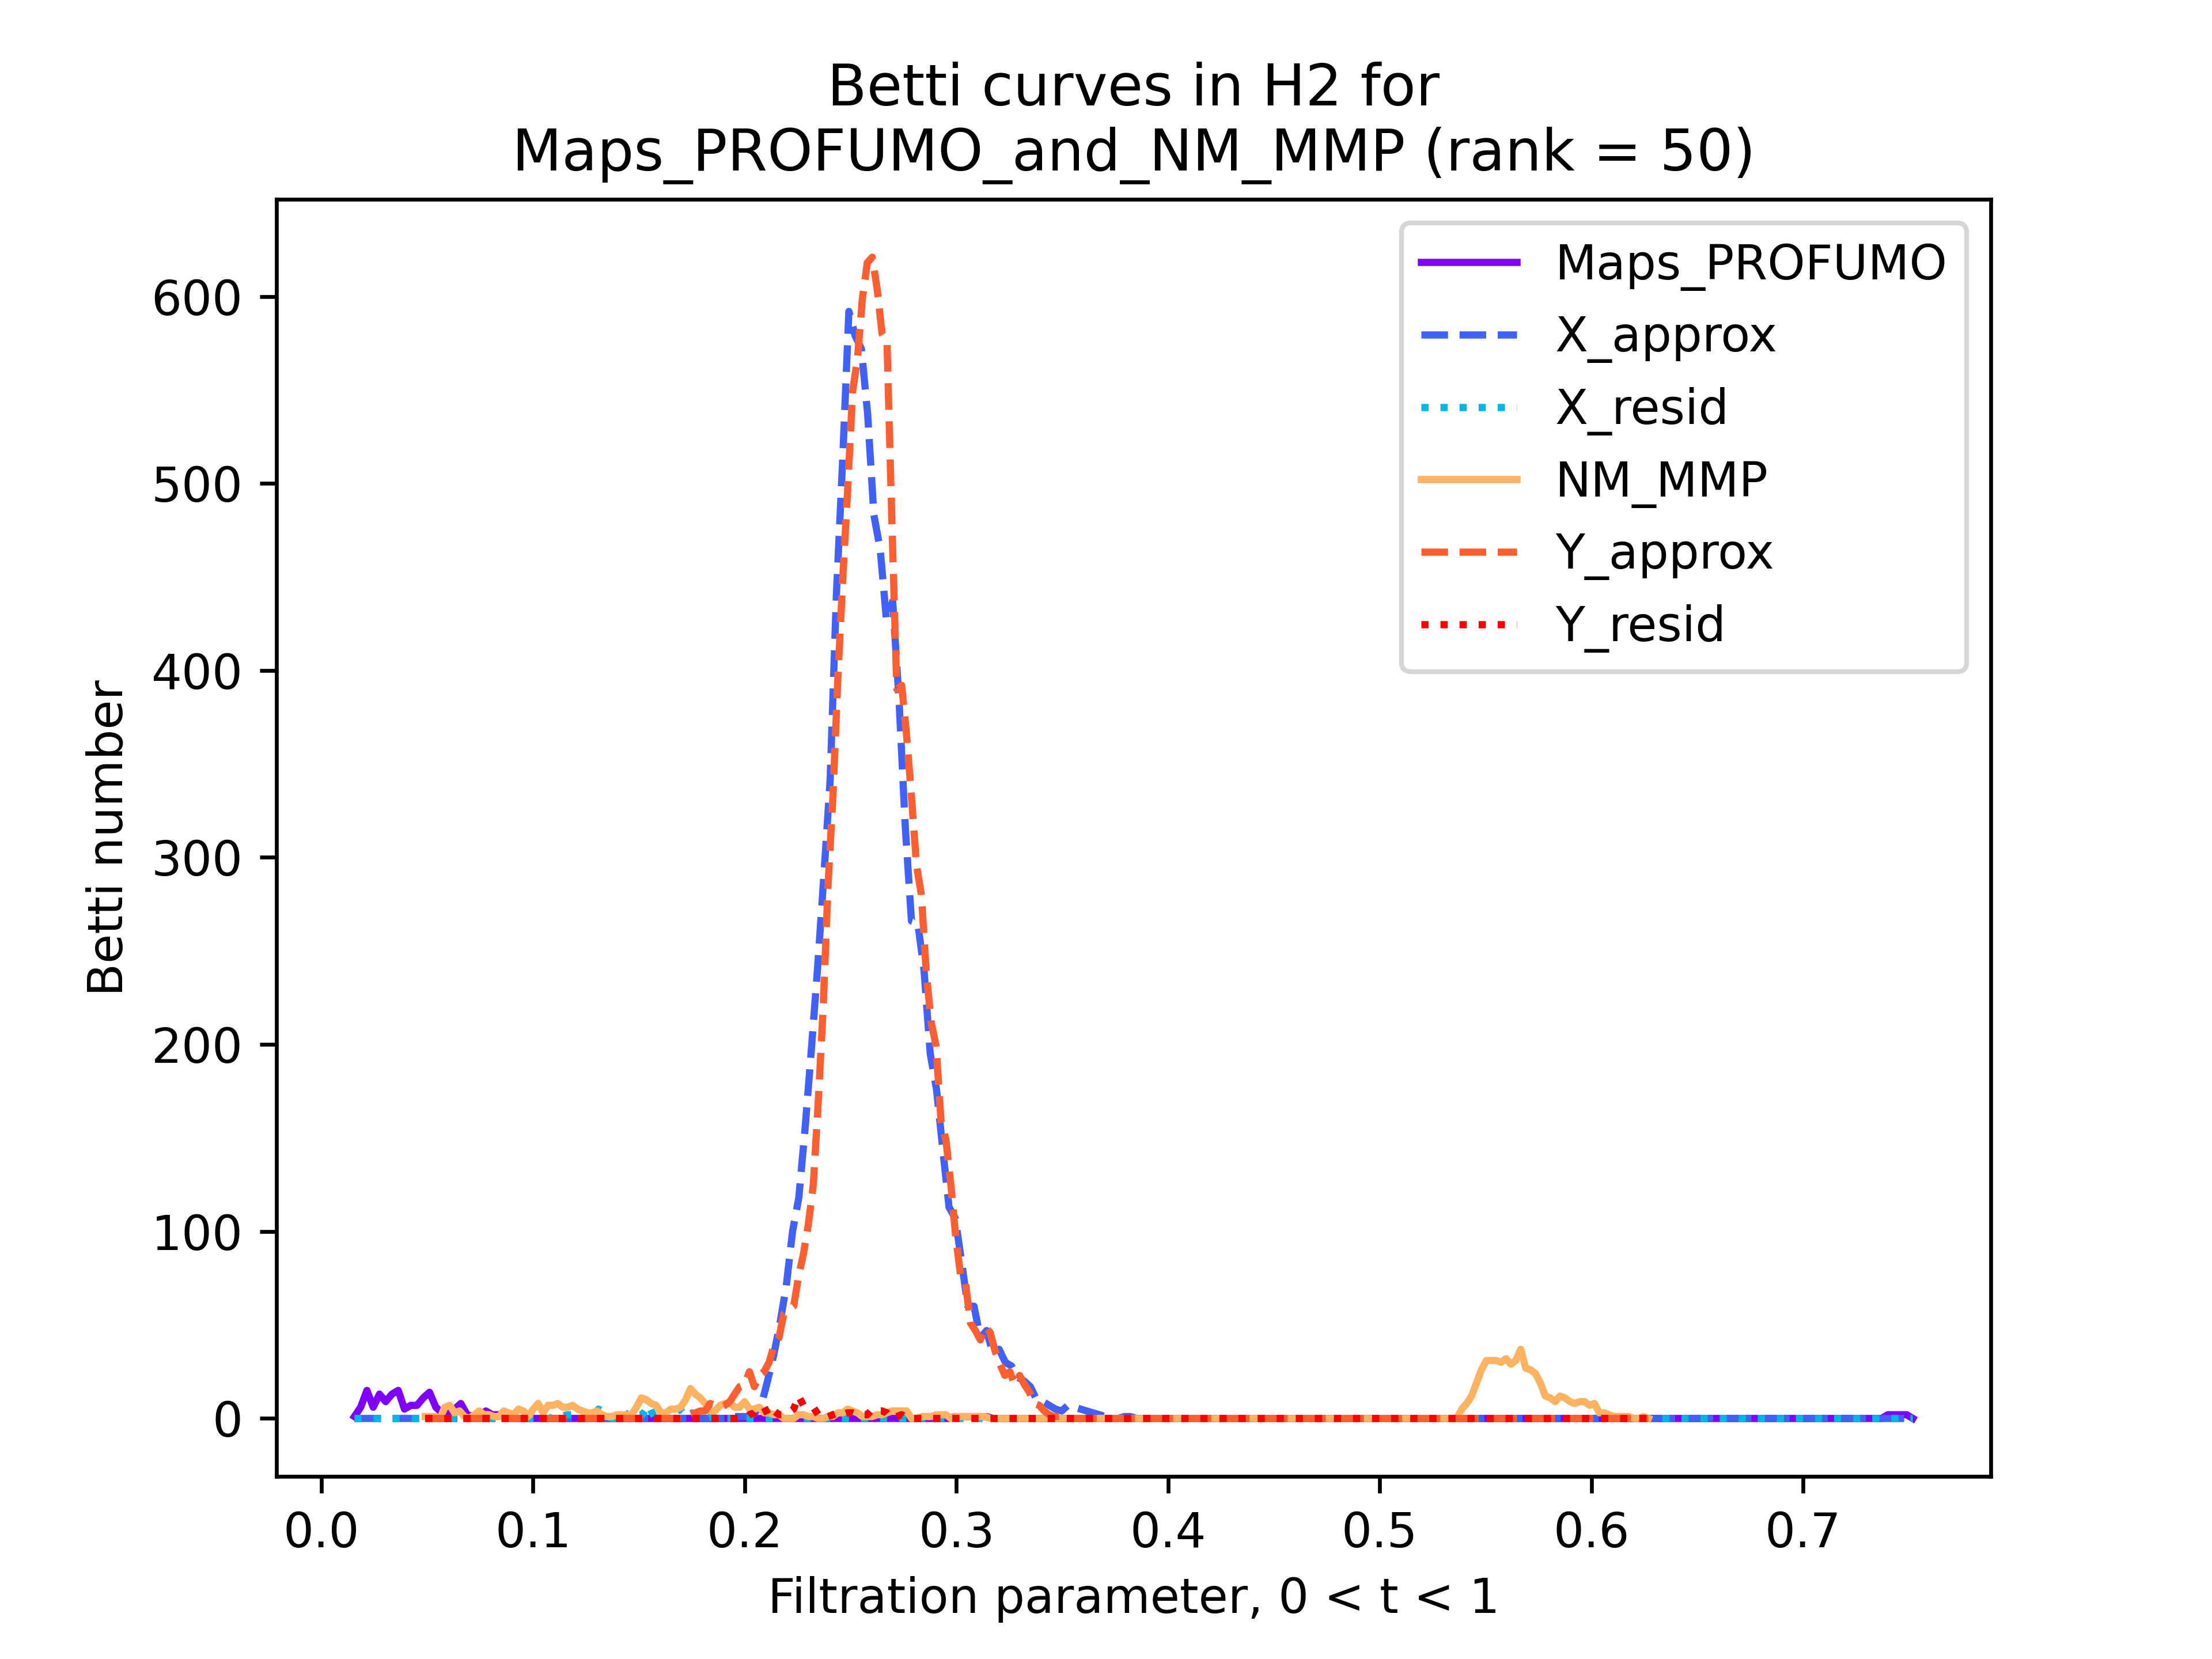 Betti curves in H2 for
Maps_PROFUMO_and_NM_MMP (rank = 50)
Maps_PROFUMO
X_approx
X_resid
NM_MMP
Y_approx
Y_resid
Betti number
600
500
400
300
200
100
0
0.0 0.1 0.2 0.3 0.4 0.5 0.6 0.7
Filtration parameter, 0 < t < 1